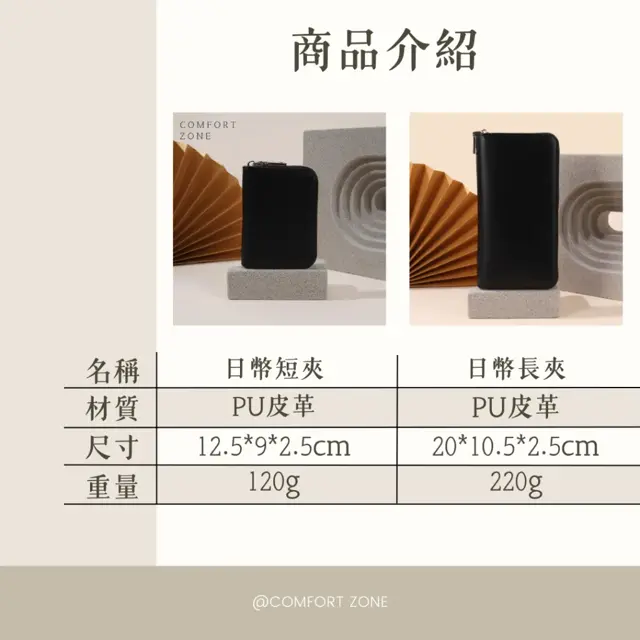 商品介紹
COMFORT
ZONE
名稱 日幣短夾 日幣長夾
材質 PU皮革 PU皮革
尺寸 12.5*9*2.5cm 20*10.5*2.5cm
重量 120g 220g
@COMFORT ZONE